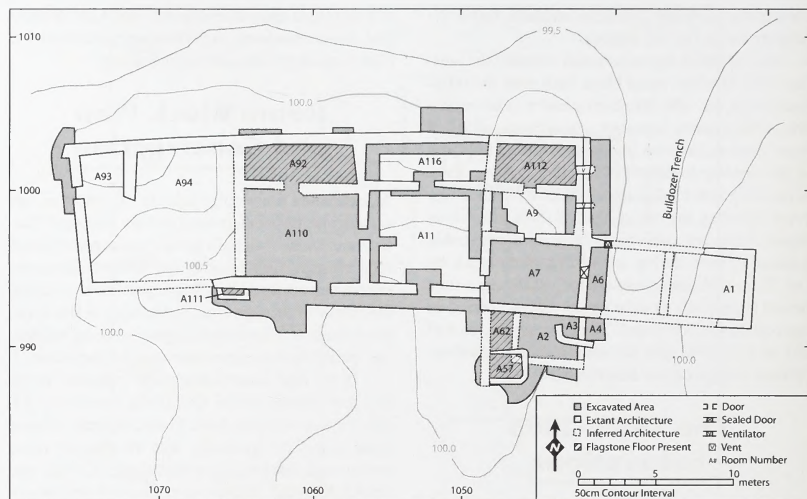 1010
99.5
100.0
Bulldozer Trench
A92
A116
A112
A93
A94
1000
A9
A110
A11
100.5
A7
A6
A1
A111
100.0
A62
A2
A3
A4
990
A57
100.0
100.0
1070
1060
1050
Excavated Area
Extant Architecture
Inferred Architecture
Flagstone Floor Present
Door
Sealed Door
Ventilator
Vent
A# Room Number
N
0 5 10
meters
50cm Contour Interval